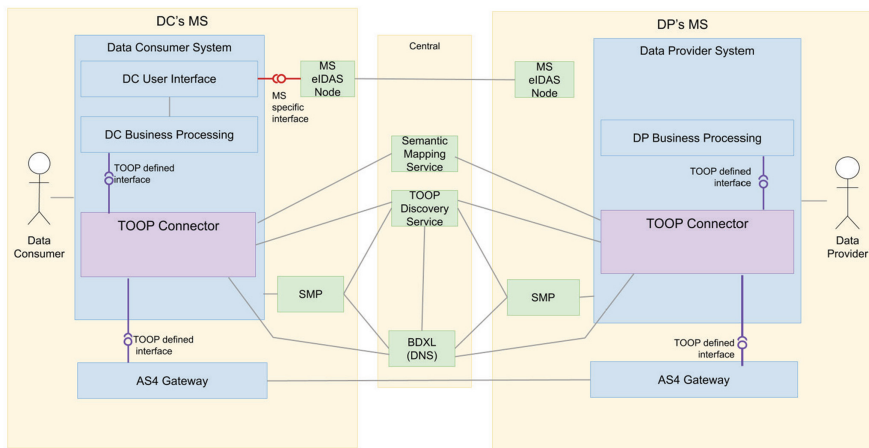 DC's MS
DP's MS
Data Consumer System
Central
Data Provider System
DC User Interface
MS
eIDAS
Node
MS
eIDAS
Node
MS
specific
interface
DC Business Processing
DP Business Processing
Semantic
Mapping
Service
TOOP defined
interface
TOOP defined
interface
TOOP
Discovery
Service
TOOP Connector
TOOP Connector
Data
Consumer
Data
Provider
SMP
SMP
BDXL
(DNS)
TOOP defined
interface
TOOP defined
interface
AS4 Gateway
AS4 Gateway